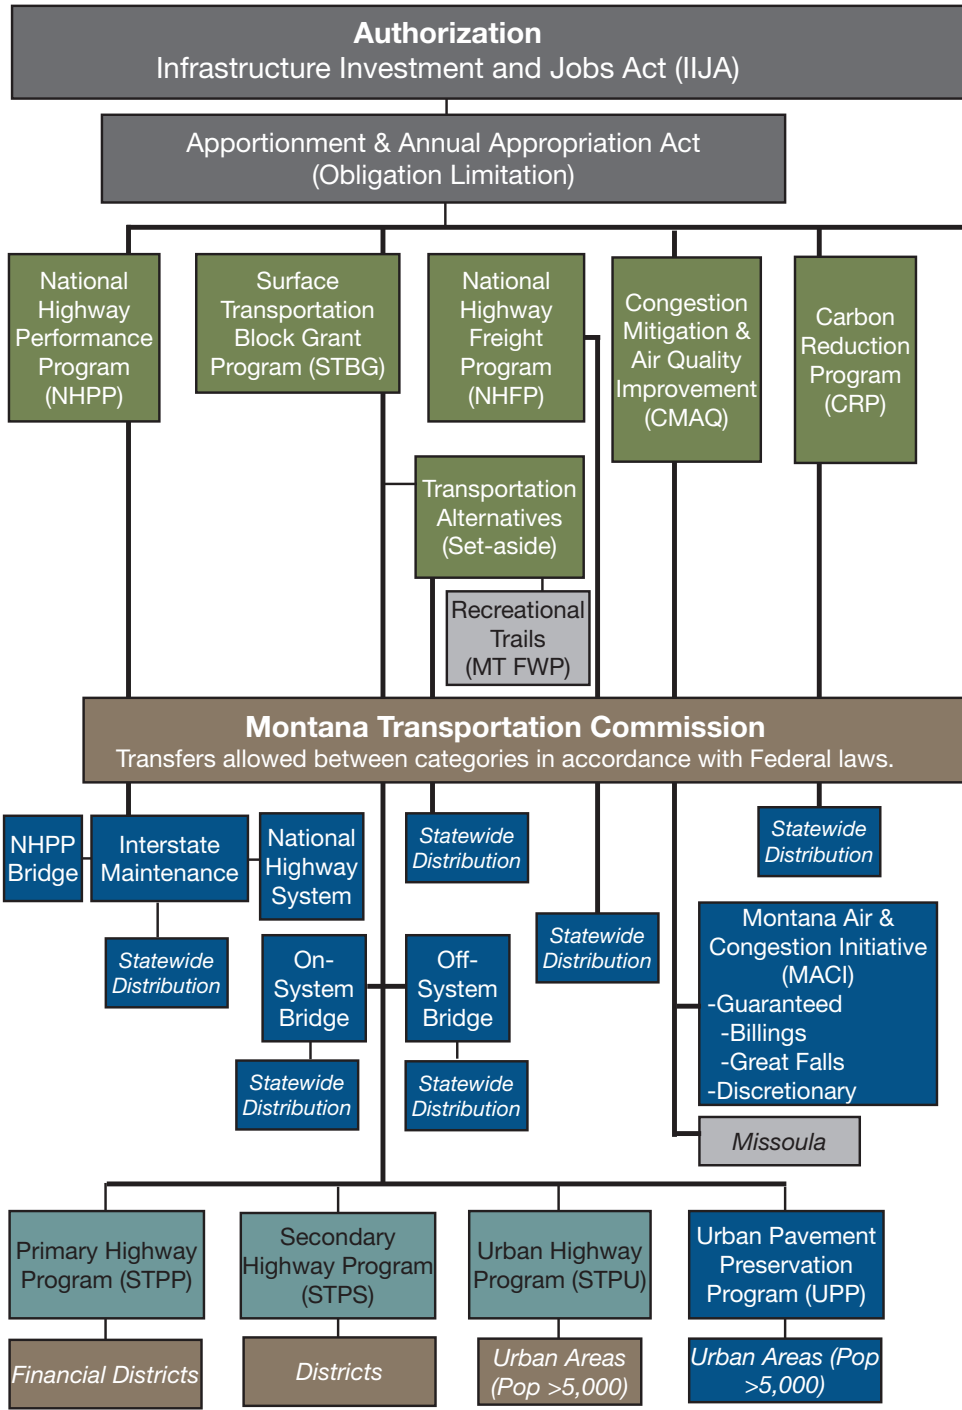 Authorization
Infrastructure Investment and Jobs Act (IIJA)
Apportionment & Annual Appropriation Act
(Obligation Limitation)
National
Highway
Performance
Program
(NHPP)
Surface
Transportation
Block Grant
Program (STBG)
National
Highway
Freight
Program
(NHFP)
Congestion
Mitigation &
Air Quality
Improvement
(CMAQ)
Carbon
Reduction
Program
(CRP)
Transportation
Alternatives
(Set-aside)
Recreational
Trails
(MT FWP)
Montana Transportation Commission
Transfers allowed between categories in accordance with Federal laws.
NHPP
Bridge
Interstate
Maintenance
National
Highway
System
Statewide
Distribution
Statewide
Distribution
Statewide
Distribution
On-
System
Bridge
Off-
System
Bridge
Statewide
Distribution
Montana Air &
Congestion Initiative
(MACI)
-Guaranteed
-Billings
-Great Falls
-Discretionary
Statewide
Distribution
Statewide
Distribution
Missoula
Primary Highway
Program (STPP)
Secondary
Highway Program
(STPS)
Urban Highway
Program (STPU)
Urban Pavement
Preservation
Program (UPP)
Financial Districts
Districts
Urban Areas
(Pop >5,000)
Urban Areas (Pop
>5,000)